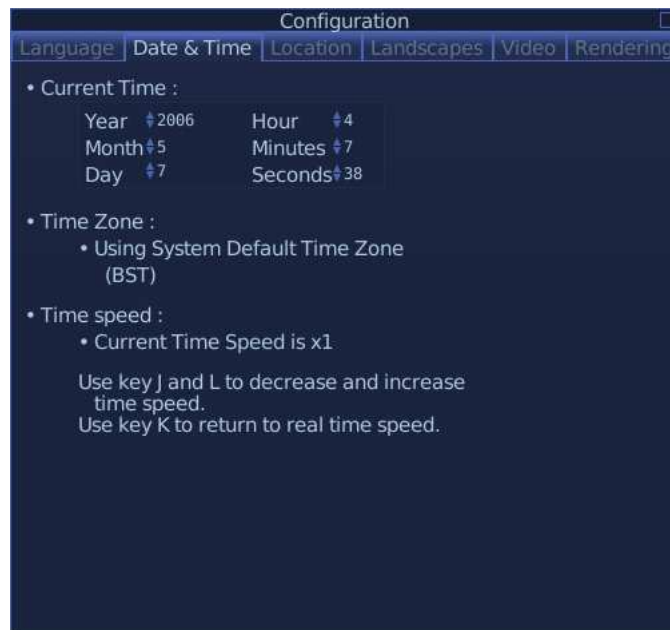 Configuration
Language Date & Time Location Landscapes Video Rendering
• Current Time :
Year 2006 Hour 4
Month 5 Minutes 7
Day 7 Seconds 38
• Time Zone :
• Using System Default Time Zone
(BST)
• Time speed :
• Current Time Speed is x1
Use key J and L to decrease and increase
time speed.
Use key K to return to real time speed.